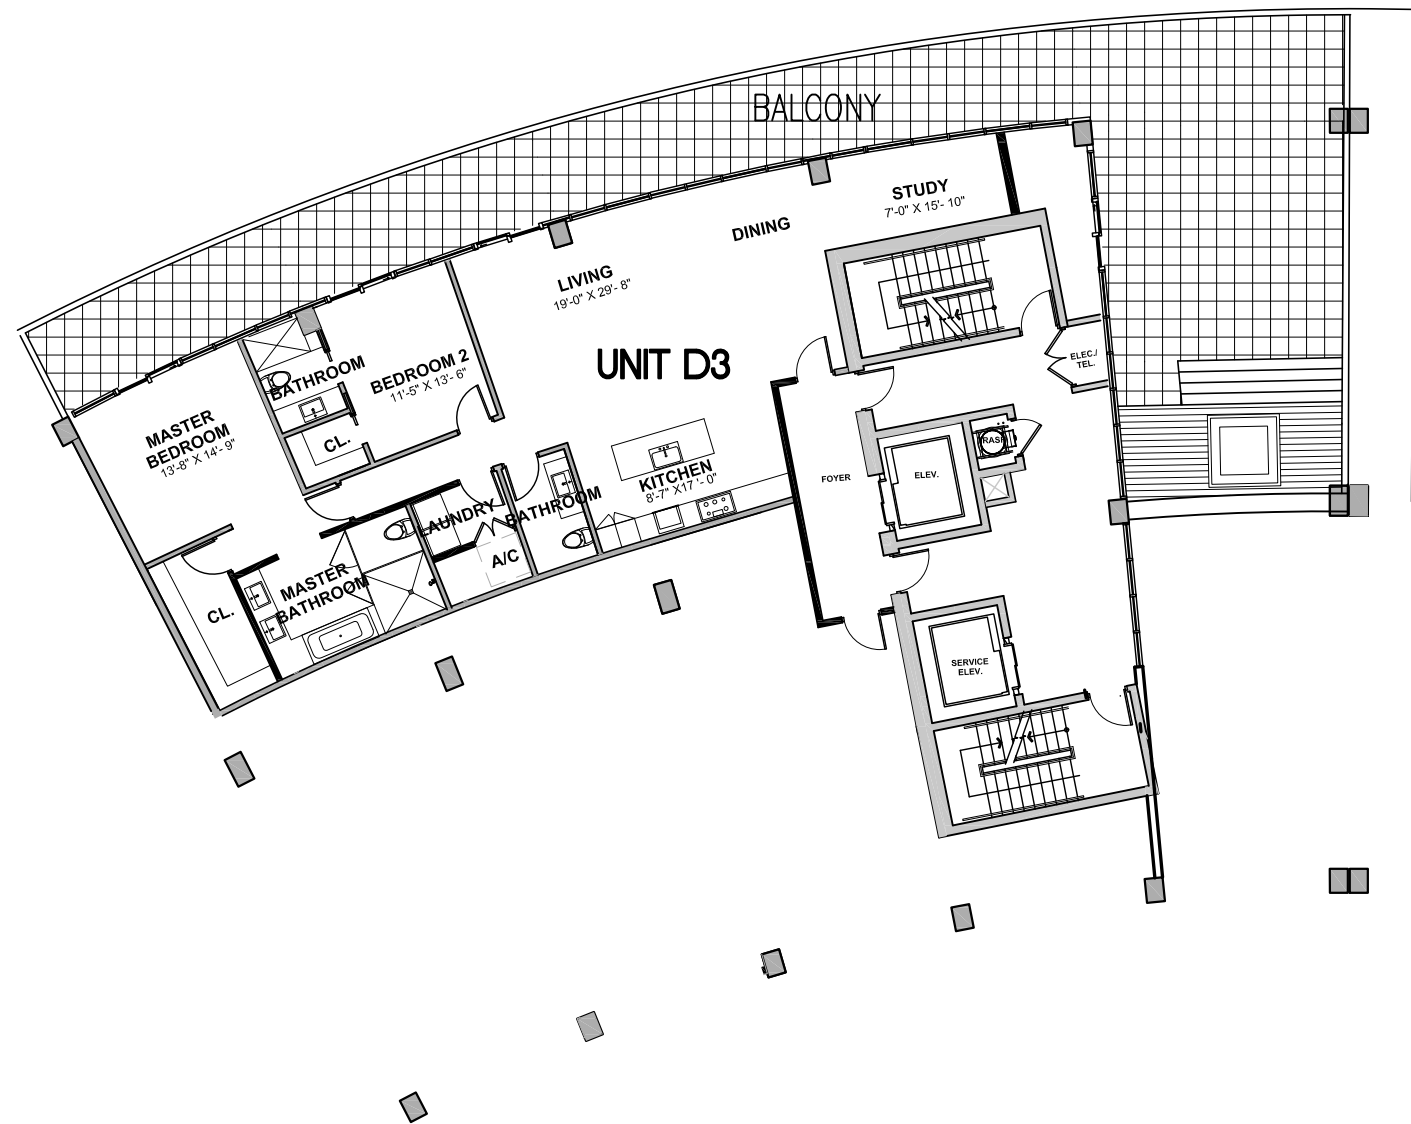 BALCONY
STUDY
7'-0" X 15'- 10"
DINING
LIVING
19'-0" X 29'- 8"
UNIT D3
BATHROOM
BEDROOM 2
11'-5" X 13'- 6"
MASTER
BEDROOM
13'-8" X 14'- 9"
CL.
ELEC./
TEL.
KITCHEN
8'-7" X17 '- 0"
FOYER
ELEV.
TRASH
LAUNDRY
BATHROOM
A/C
MASTER
BATHROOM
CL.
SERVICE
ELEV.